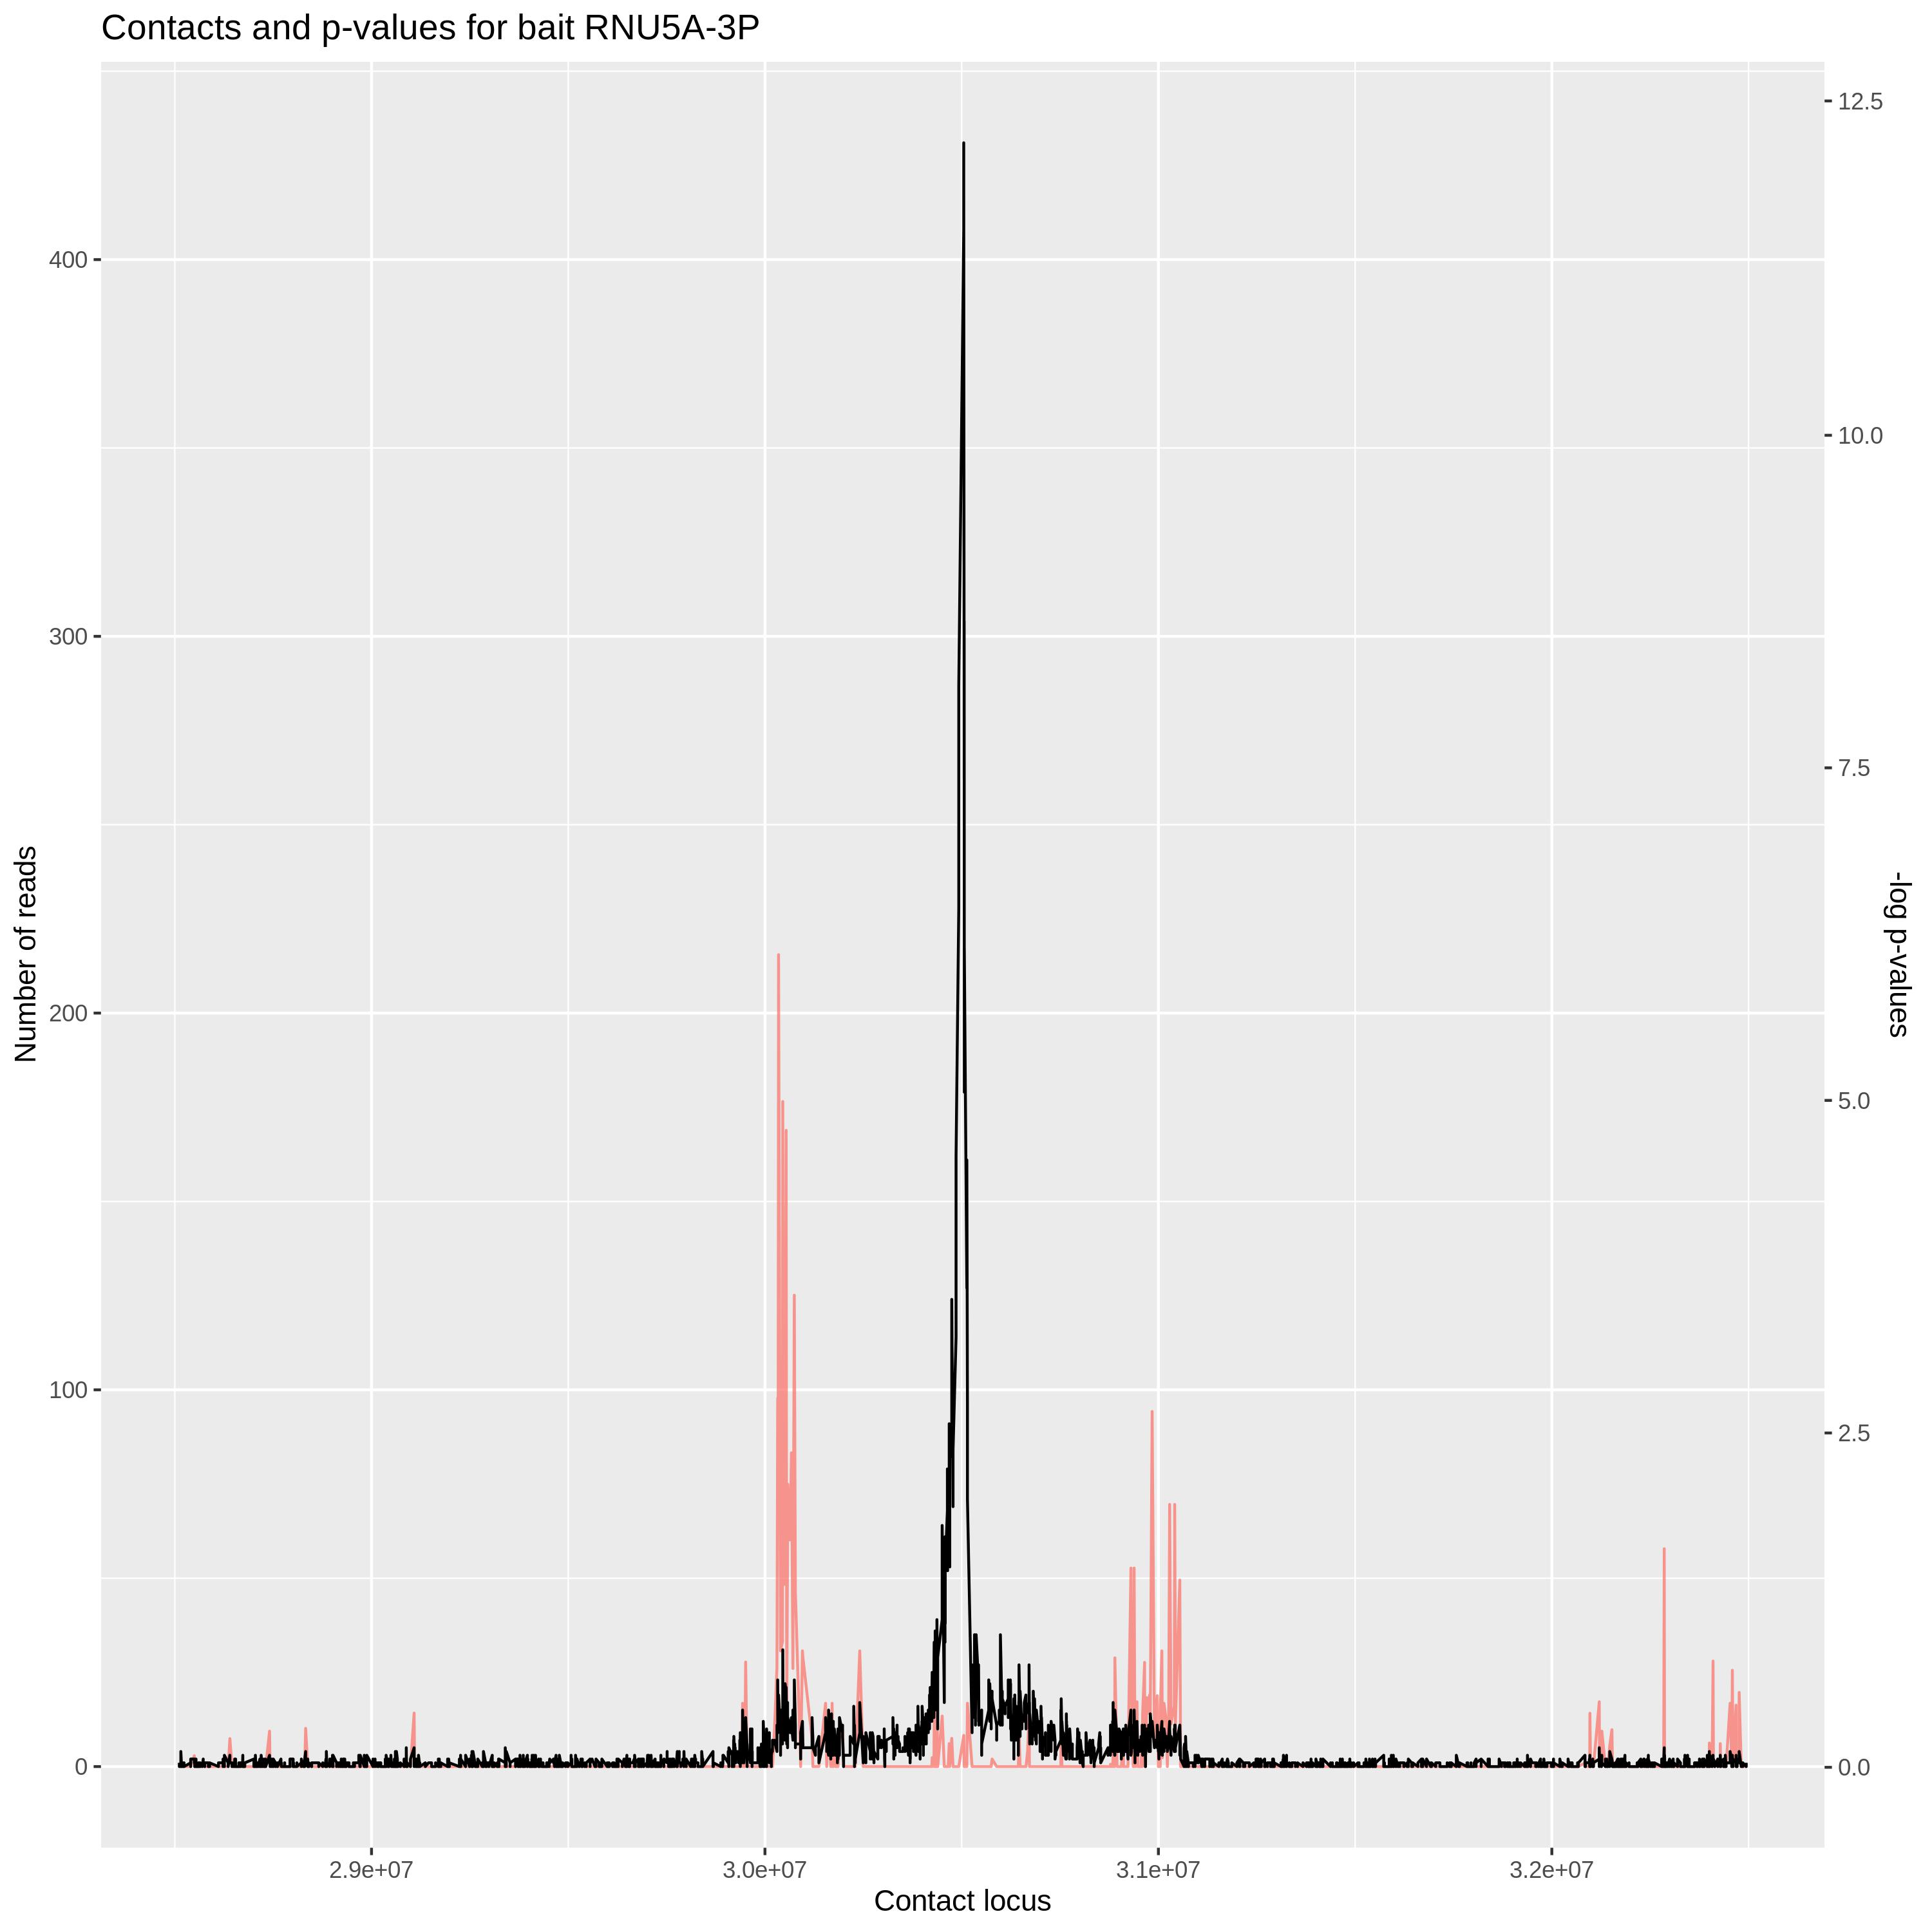 Contacts and p-values for bait RNU5A-3P
Number of reads
400
300
200
100
0
12.5
10.0
7.5
5.0
2.5
0.0
-log p-values
2.9e+07
3.0e+07
3.1e+07
3.2e+07
Contact locus